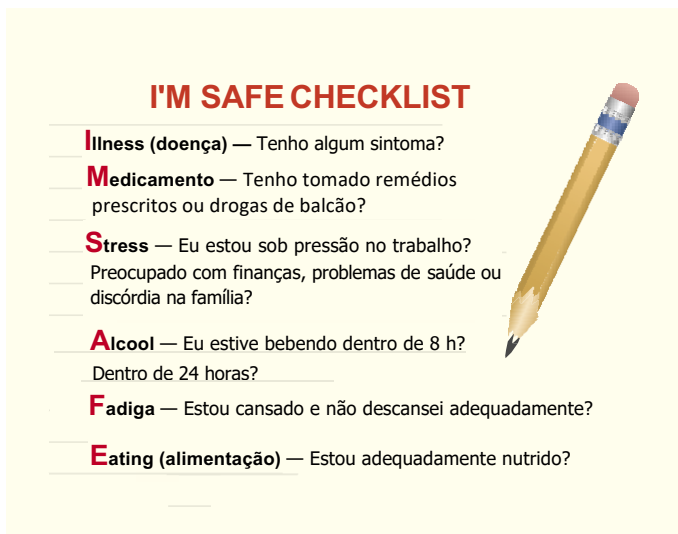 I'M SAFE CHECKLIST
Illness (doença) — Tenho algum sintoma?
Medicamento — Tenho tomado remédios
prescritos ou drogas de balcão?
Stress — Eu estou sob pressão no trabalho?
Preocupado com finanças, problemas de saúde ou
discórdia na família?
Alcool — Eu estive bebendo dentro de 8 h?
Dentro de 24 horas?
Fadiga — Estou cansado e não descansei adequadamente?
Eating (alimentação) — Estou adequadamente nutrido?